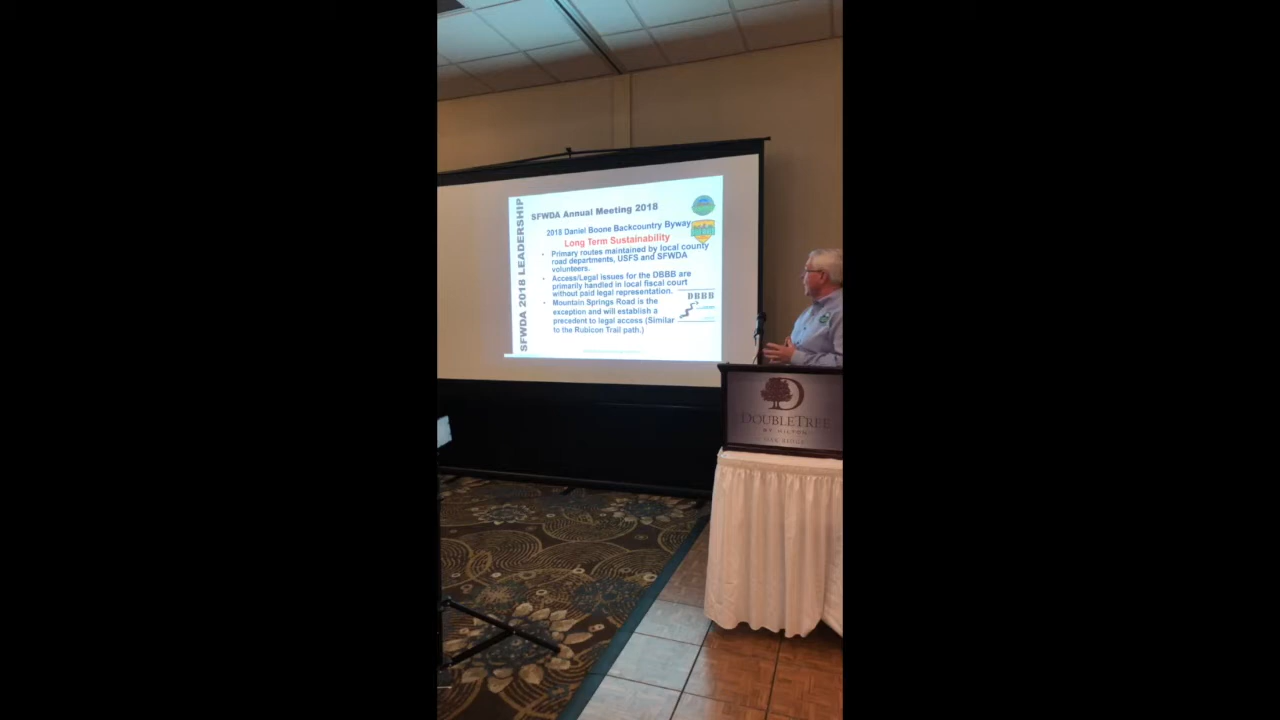 SFWDA 2018 LEADERSHIP
SFWDA Annual Meeting 2018
2018 Daniel Boone Backcountry Byway
Long Term Sustainability
• Primary routes maintained by local county
road departments, USFS and SFWDA
volunteers.
• Access/Legal issues for the DBBB are
primarily handled in local fiscal court
without paid legal representation.
• Mountain Springs Road is the
exception and will establish a
precedent to legal access (Similar
to the Rubicon Trail path.)
DBBB
D
DOUBLETREE
BY HILTON
OAK RIDGE